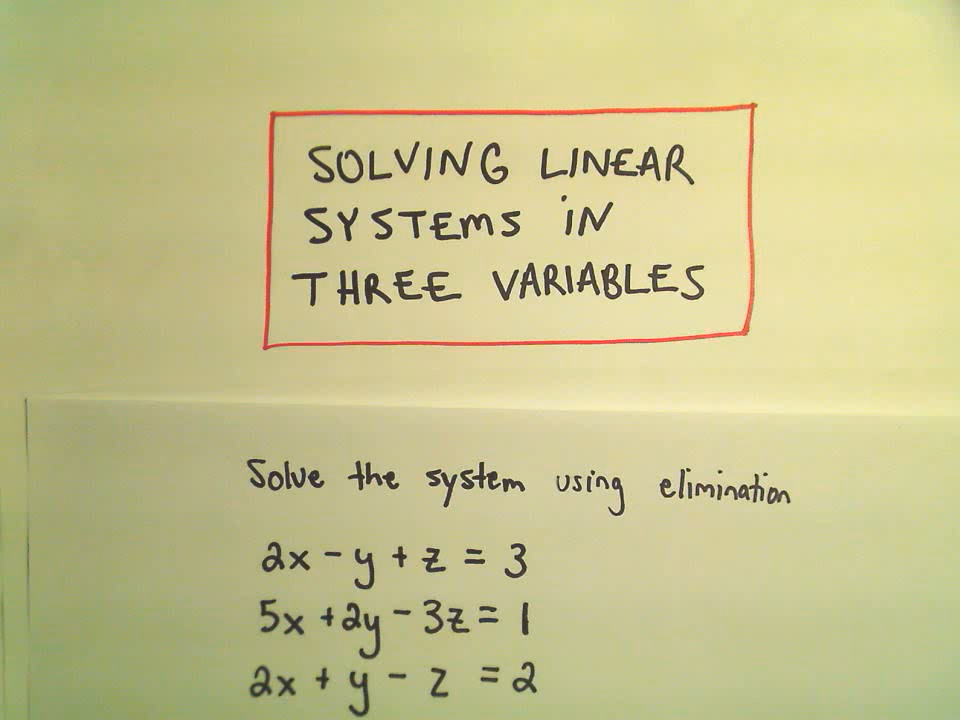 SOLVING LINEAR
SYSTEMS IN
THREE VARIABLES
Solve the system using elimination
2x - y + z = 3
5x + 2y - 3z = 1
2x + y - z = 2